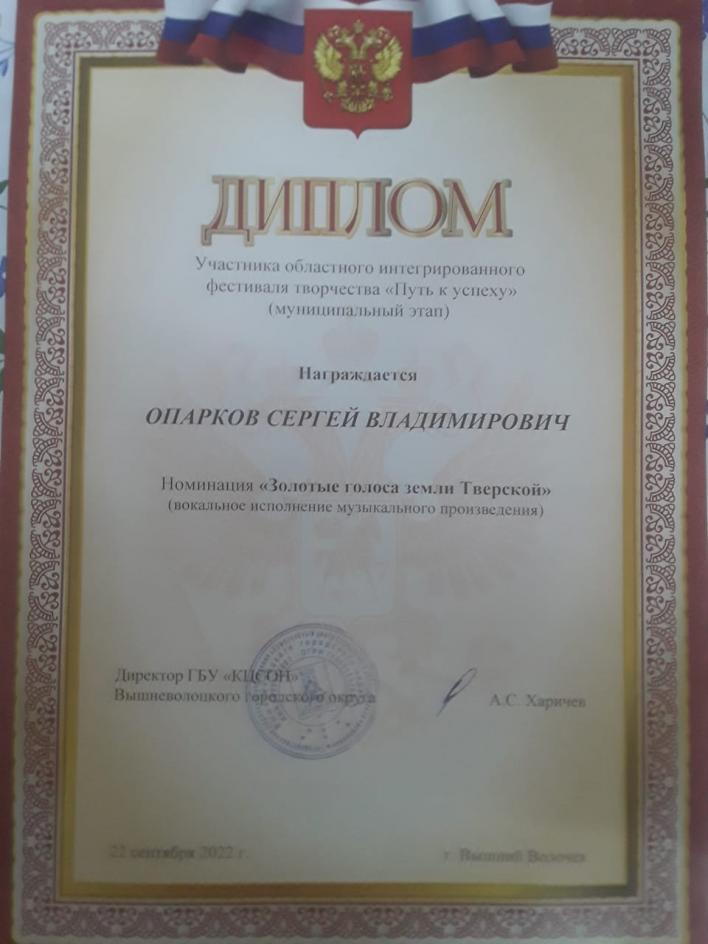 ДИПЛОМ
Участника областного интегрированного
фестиваля творчества «Путь к успеху»
(муниципальный этап)
Награждается
ОПАРКОВ СЕРГЕЙ ВЛАДИМИРОВИЧ
Номинация «Золотые голоса земли Тверской»
(вокальное исполнение музыкального произведения)
Директор ГБУ «КЦСОН»
Вышневолоцкого городского округа
А.С. Харичев
22 сентября 2022 г.
г. Вышний Волочек